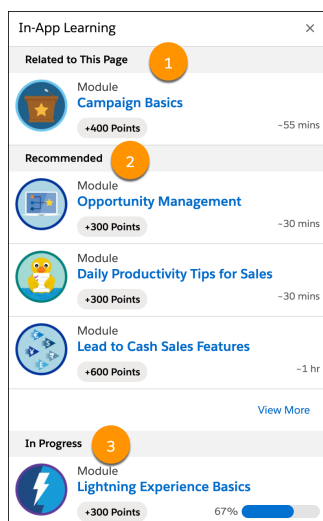 In-App Learning
Related to This Page 1
Module
Campaign Basics
+400 Points ~55 mins
Recommended 2
Module
Opportunity Management
+300 Points ~30 mins
Module
Daily Productivity Tips for Sales
+300 Points ~30 mins
Module
Lead to Cash Sales Features
+600 Points ~1 hr
View More
In Progress 3
Module
Lightning Experience Basics
+300 Points 67%